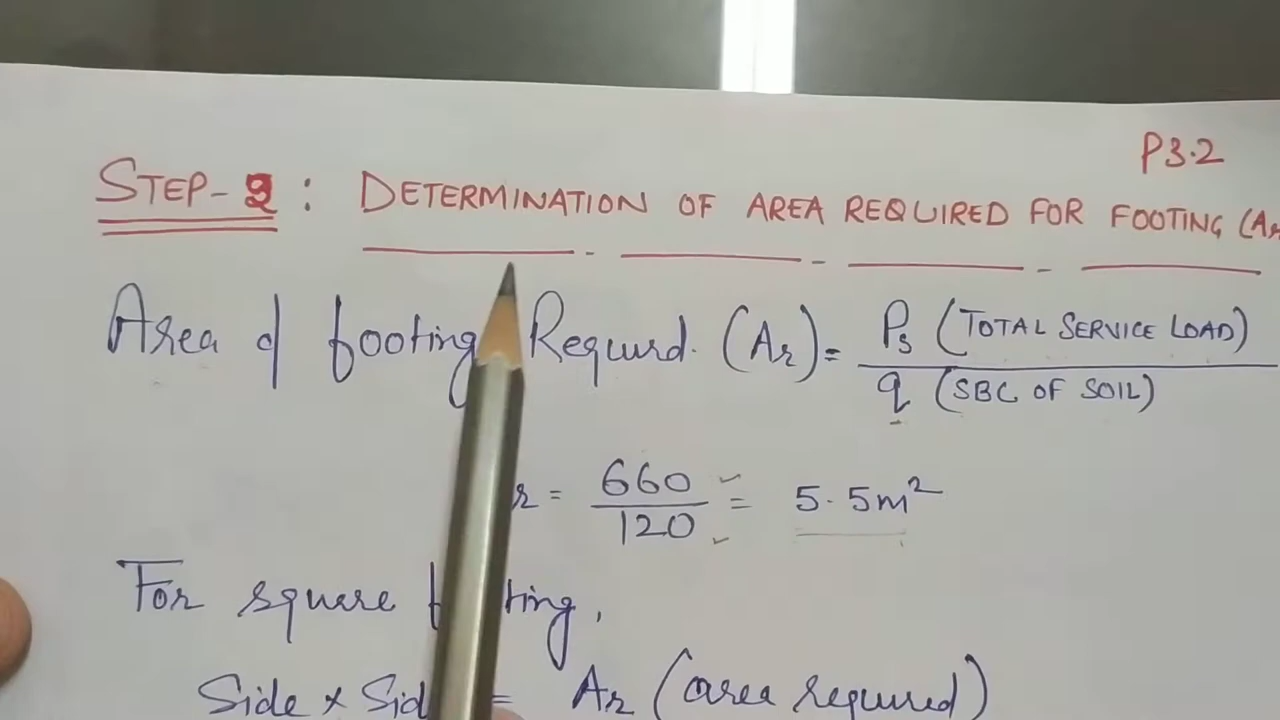 P3.2
STEP-2 : DETERMINATION OF AREA REQUIRED FOR FOOTING (Ar
Area of footing Requird. (Ar) = Ps (TOTAL SERVICE LOAD)
q (SBC OF SOIL)
r = 660 = 5.5m²
120
For square
Side × Sid = Ar (area required)